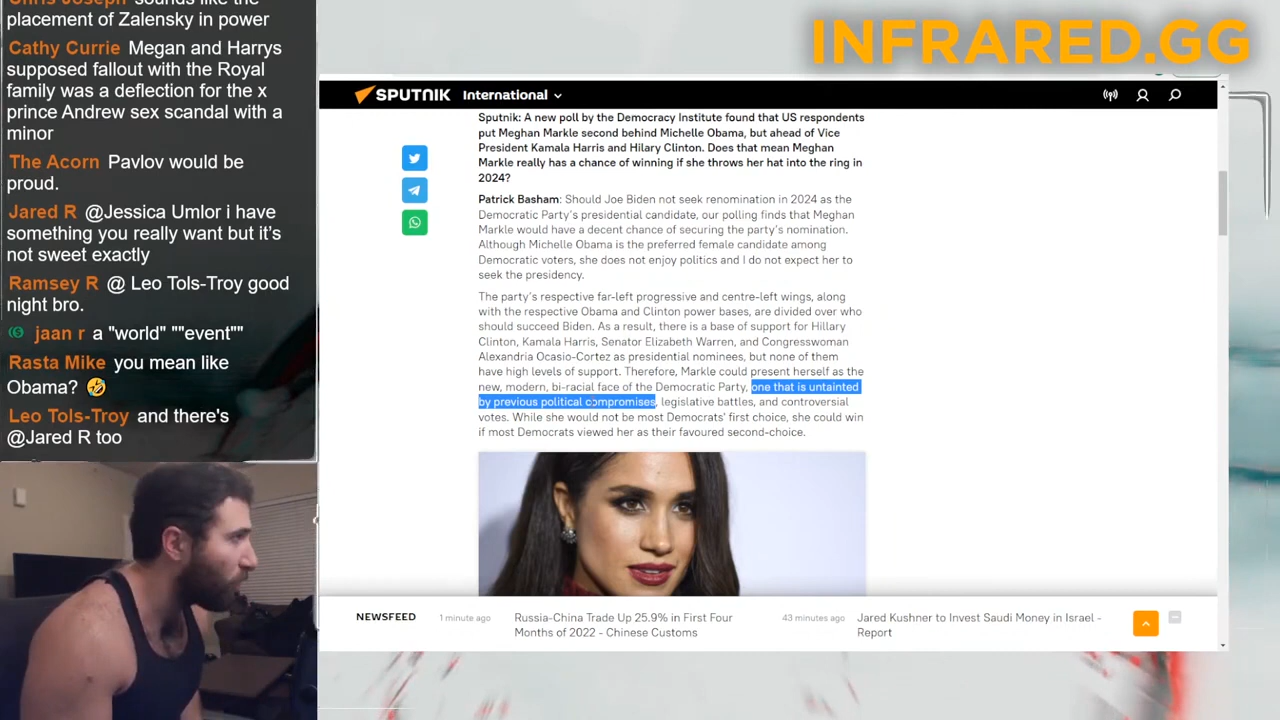 Chris Joseph sounds like the
placement of Zalensky in power
Cathy Currie Megan and Harrys
supposed fallout with the Royal
family was a deflection for the x
prince Andrew sex scandal with a
minor
The Acorn Pavlov would be
proud.
Jared R @Jessica Umlor i have
something you really want but it's
not sweet exactly
Ramsey R @ Leo Tols-Troy good
night bro.
jaan r a "world" ""event""
Rasta Mike you mean like
Obama? 🤣
Leo Tols-Troy and there's
@Jared R too
INFRARED.GG
SPUTNIK International
Sputnik: A new poll by the Democracy Institute found that US respondents
put Meghan Markle second behind Michelle Obama, but ahead of Vice
President Kamala Harris and Hilary Clinton. Does that mean Meghan
Markle really has a chance of winning if she throws her hat into the ring in
2024?
Patrick Basham: Should Joe Biden not seek renomination in 2024 as the
Democratic Party's presidential candidate, our polling finds that Meghan
Markle would have a decent chance of securing the party's nomination.
Although Michelle Obama is the preferred female candidate among
Democratic voters, she does not enjoy politics and I do not expect her to
seek the presidency.
The party's respective far-left progressive and centre-left wings, along
with the respective Obama and Clinton power bases, are divided over who
should succeed Biden. As a result, there is a base of support for Hillary
Clinton, Kamala Harris, Senator Elizabeth Warren, and Congresswoman
Alexandria Ocasio-Cortez as presidential nominees, but none of them
have high levels of support. Therefore, Markle could present herself as the
new, modern, bi-racial face of the Democratic Party, one that is untainted
by previous political compromises, legislative battles, and controversial
votes. While she would not be most Democrats' first choice, she could win
if most Democrats viewed her as their favoured second-choice.
NEWSFEED
1 minute ago
Russia-China Trade Up 25.9% in First Four
Months of 2022 - Chinese Customs
43 minutes ago
Jared Kushner to Invest Saudi Money in Israel -
Report